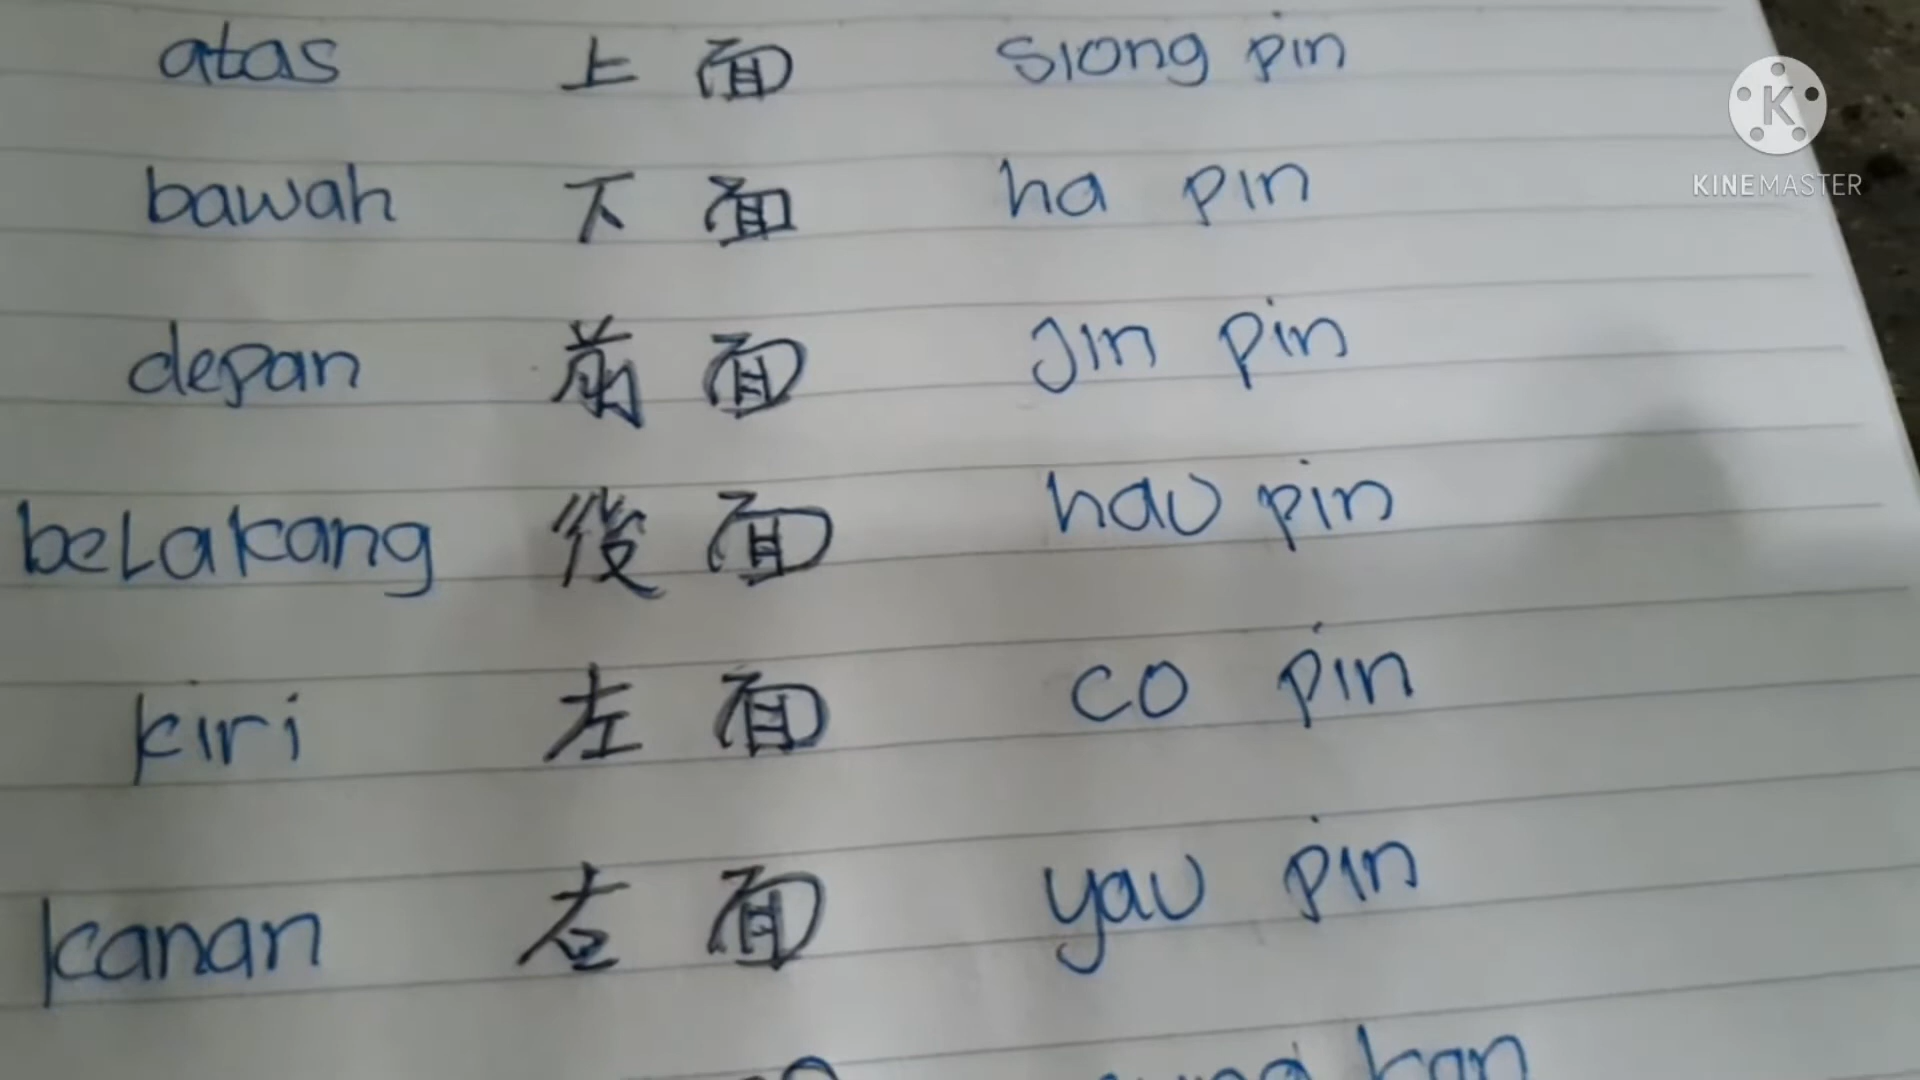 atas 上面 siong pin
bawah 下面 ha pin
K
KINEMASTER
depan 前面 Jin pin
beLakang 後面 hau pin
kiri 左面 co pin
kanan 右面 yau pin